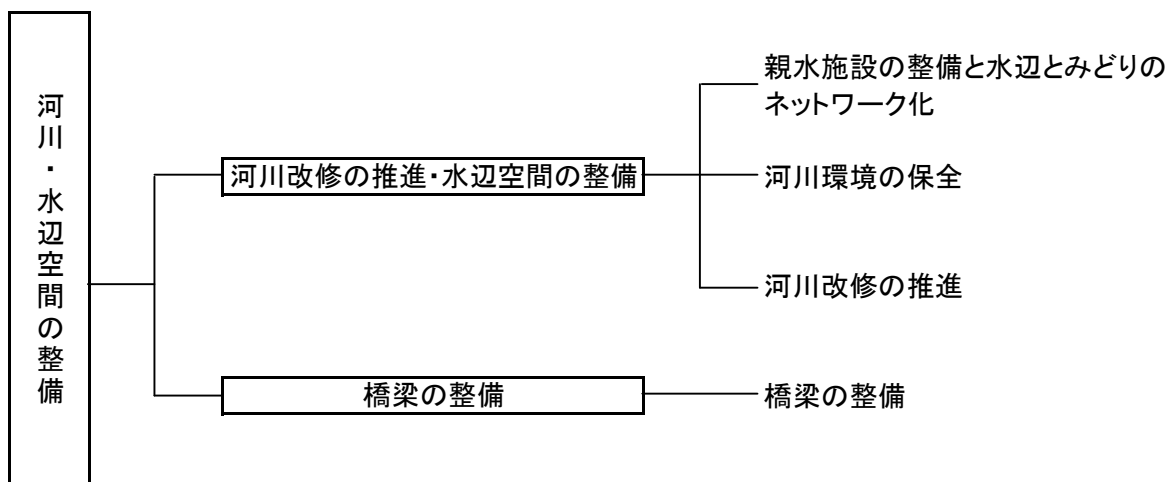 河川・水辺空間の整備
河川改修の推進・水辺空間の整備
親水施設の整備と水辺とみどりの
ネットワーク化
河川環境の保全
河川改修の推進
橋梁の整備
橋梁の整備